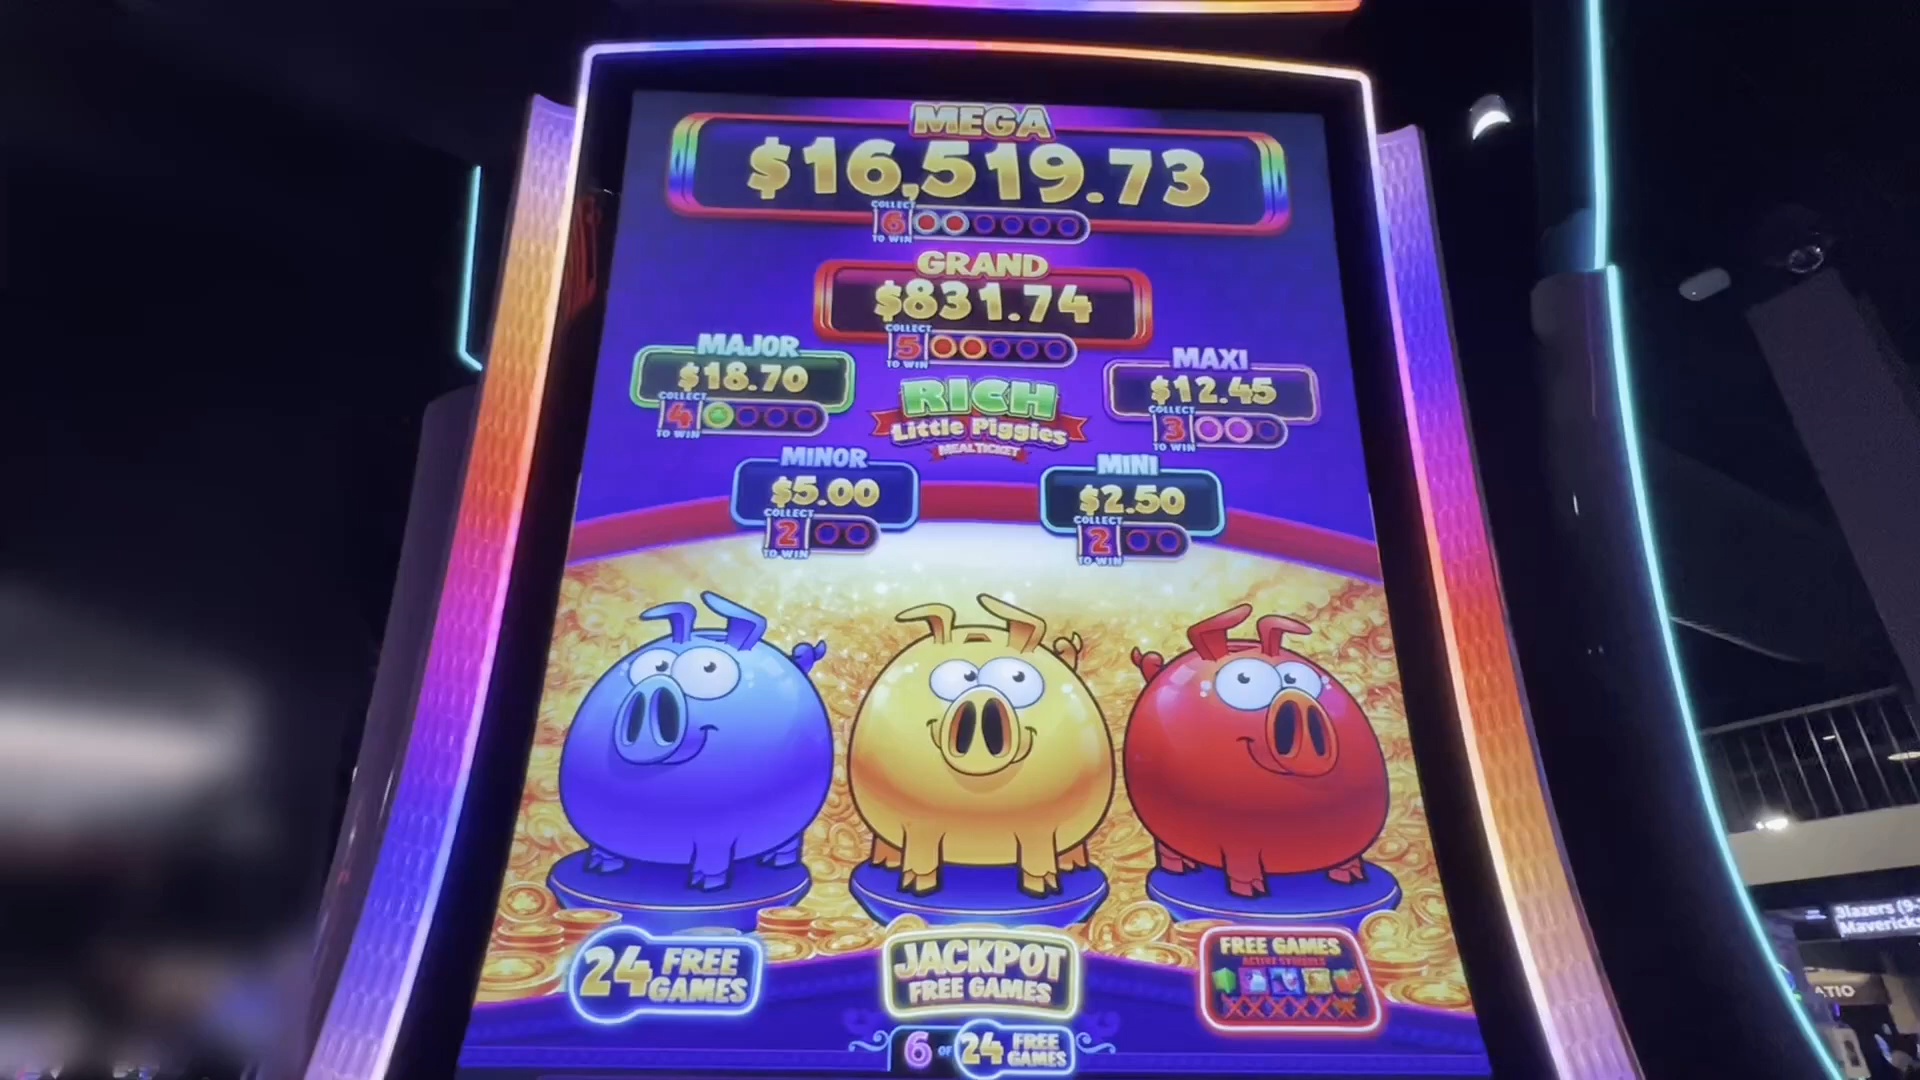 MEGA
$16,519.73
COLLECT
6
TO WIN
GRAND
$831.74
COLLECT
5
TO WIN
MAJOR
$18.70
COLLECT
4
TO WIN
MAXI
$12.45
COLLECT
3
TO WIN
RICH
Little Piggies
MEAL TICKET
MINOR
$5.00
COLLECT
2
TO WIN
MINI
$2.50
COLLECT
2
TO WIN
24 FREE
GAMES
JACKPOT
FREE GAMES
FREE GAMES
ACTIVE SYMBOLS
6 OF 24 FREE
GAMES
Blazers (9-
Mavericks